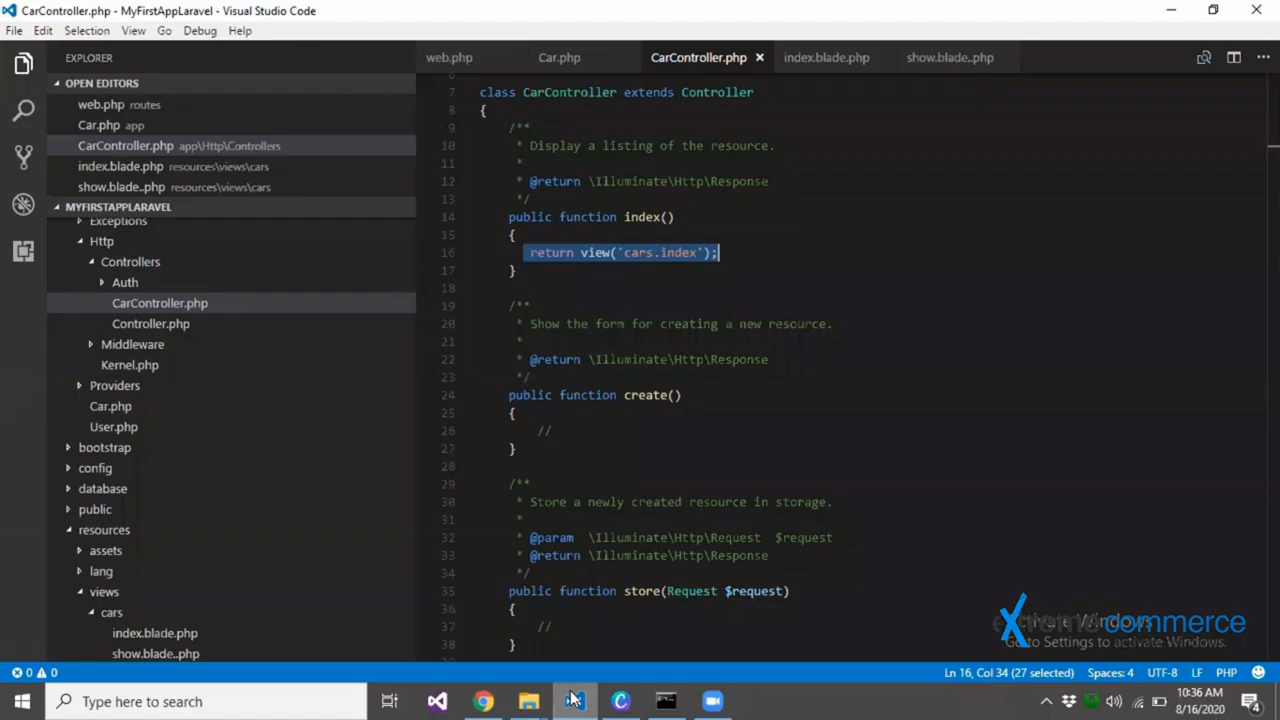 CarController.php - MyFirstAppLaravel - Visual Studio Code
File Edit Selection View Go Debug Help
EXPLORER
OPEN EDITORS
web.php routes
Car.php app
CarController.php app\Http\Controllers
index.blade.php resources\views\cars
show.blade..php resources\views\cars
MYFIRSTAPPLARAVEL
Exceptions
Http
Controllers
Auth
CarController.php
Controller.php
Middleware
Kernel.php
Providers
Car.php
User.php
bootstrap
config
database
public
resources
assets
lang
views
cars
index.blade.php
show.blade..php
web.php Car.php CarController.php index.blade.php show.blade..php
6
7 class CarController extends Controller
8 {
9 /**
10 * Display a listing of the resource.
11 *
12 * @return \Illuminate\Http\Response
13 */
14 public function index()
15 {
16 return view('cars.index');
17 }
18
19 /**
20 * Show the form for creating a new resource.
21 *
22 * @return \Illuminate\Http\Response
23 */
24 public function create()
25 {
26 //
27 }
28
29 /**
30 * Store a newly created resource in storage.
31 *
32 * @param \Illuminate\Http\Request $request
33 * @return \Illuminate\Http\Response
34 */
35 public function store(Request $request)
36 {
37 //
38 }
Activate Windows
Go to Settings to activate Windows.
extreme commerce
0 0 Ln 16, Col 34 (27 selected) Spaces: 4 UTF-8 LF PHP
Type here to search
10:36 AM
8/16/2020
4